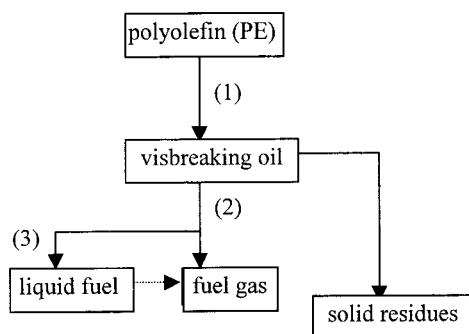 polyolefin (PE)
(1)
visbreaking oil
(2)
(3)
liquid fuel
fuel gas
solid residues